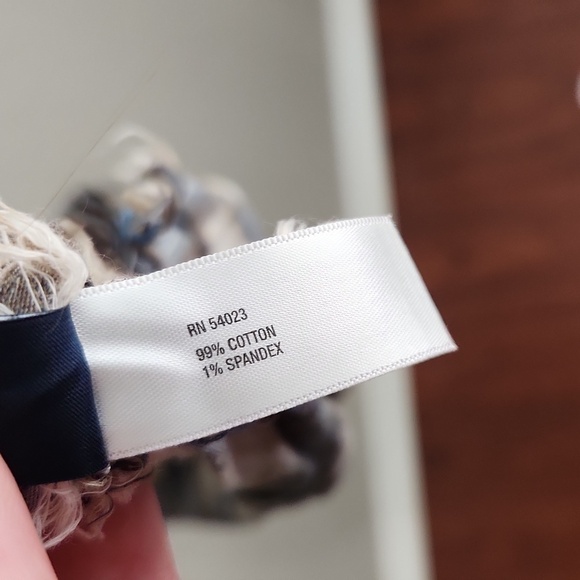 RN 54023
99% COTTON
1% SPANDEX